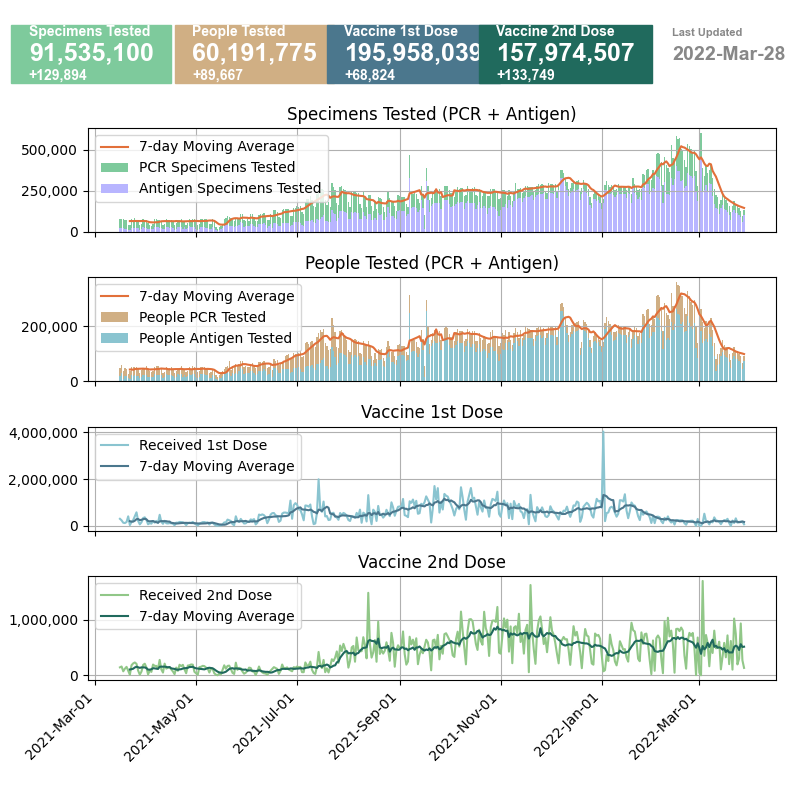 Specimens Tested
91,535,100
+129,894
People Tested
60,191,775
+89,667
Vaccine 1st Dose
195,958,039
+68,824
Vaccine 2nd Dose
157,974,507
+133,749
Last Updated
2022-Mar-28
Specimens Tested (PCR + Antigen)
500,000
250,000
0
7-day Moving Average
PCR Specimens Tested
Antigen Specimens Tested
People Tested (PCR + Antigen)
200,000
0
7-day Moving Average
People PCR Tested
People Antigen Tested
Vaccine 1st Dose
4,000,000
2,000,000
0
Received 1st Dose
7-day Moving Average
Vaccine 2nd Dose
1,000,000
0
Received 2nd Dose
7-day Moving Average
2021-Mar-01
2021-May-01
2021-Jul-01
2021-Sep-01
2021-Nov-01
2022-Jan-01
2022-Mar-01